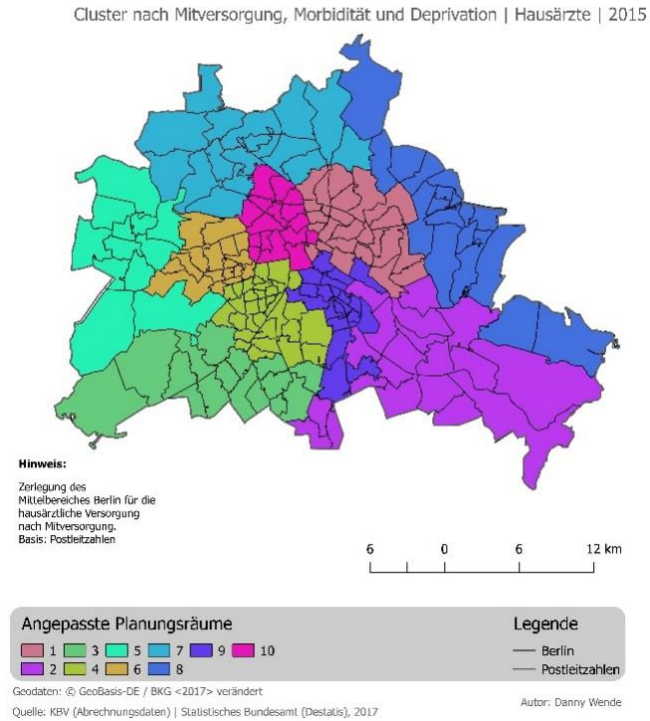 Cluster nach Mitversorgung, Morbidität und Deprivation | Hausärzte | 2015
Hinweis:
Zerlegung des
Mittelbereiches Berlin für die
hausärztliche Versorgung
nach Mitversorgung.
Basis: Postleitzahlen
6 0 6 12 km
Angepasste Planungsräume
1 3 5 7 9 10
2 4 6 8
Legende
Berlin
Postleitzahlen
Geodaten: © GeoBasis-DE / BKG <2017> verändert
Quelle: KBV (Abrechnungsdaten) | Statistisches Bundesamt (Destatis), 2017
Autor: Danny Wende